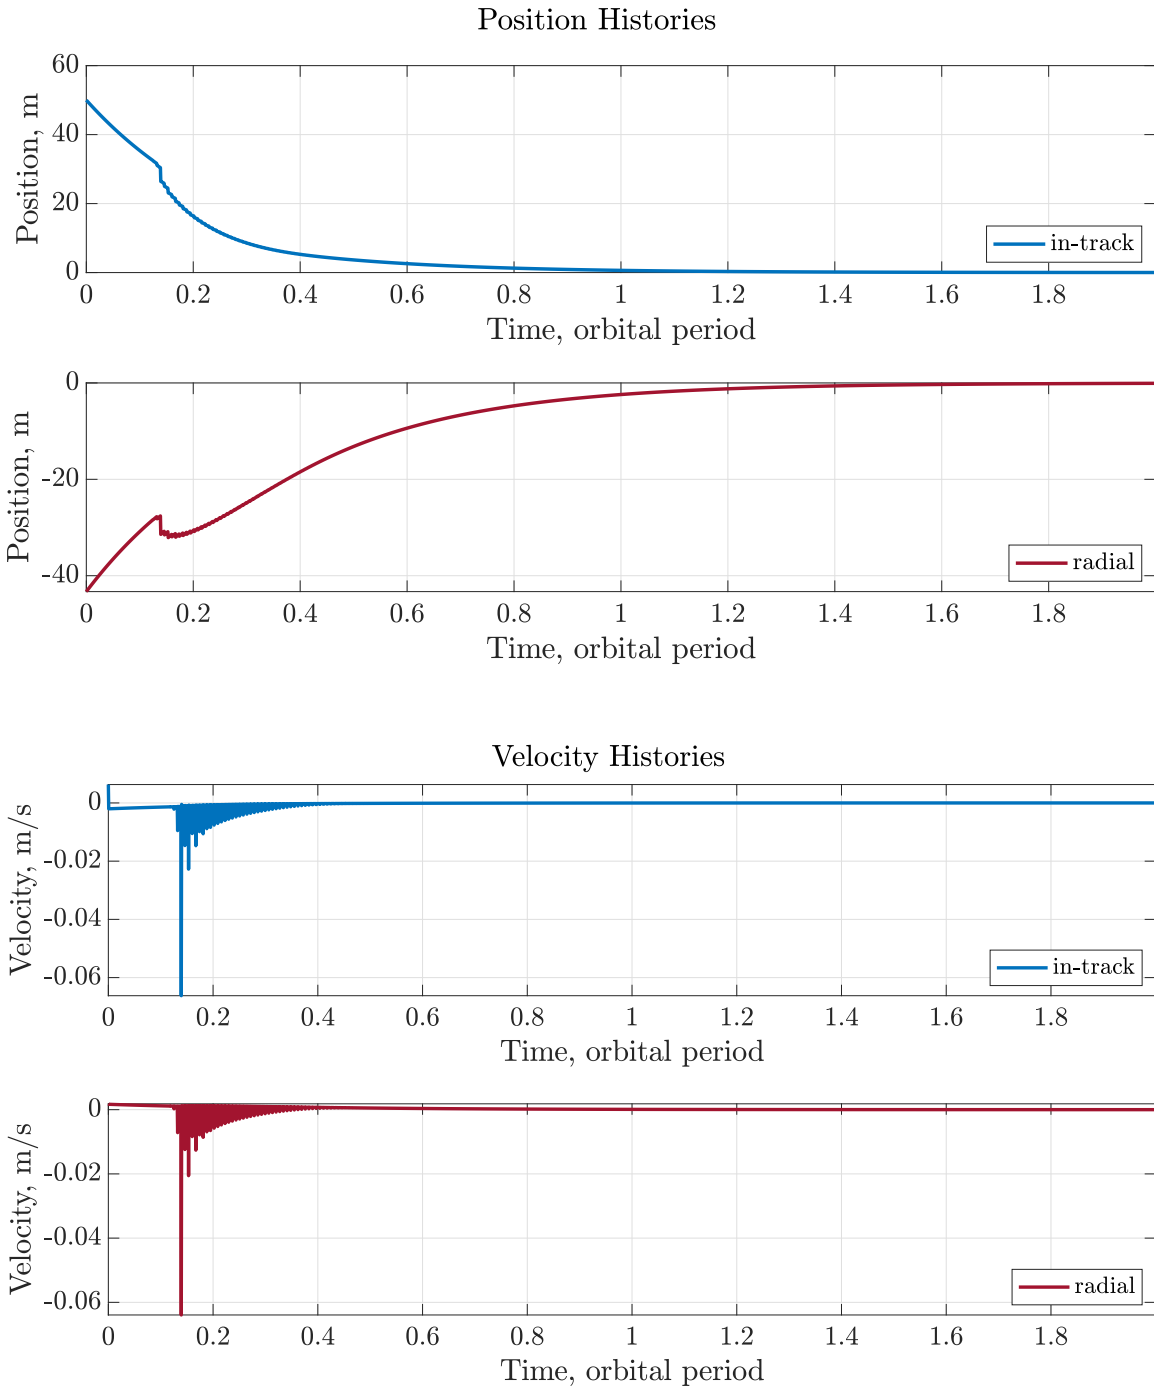 Position Histories
60
40
20
0
Position, m
in-track
0 0.2 0.4 0.6 0.8 1 1.2 1.4 1.6 1.8
Time, orbital period
0
-20
-40
Position, m
radial
0 0.2 0.4 0.6 0.8 1 1.2 1.4 1.6 1.8
Time, orbital period
Velocity Histories
0
-0.02
-0.04
-0.06
Velocity, m/s
in-track
0 0.2 0.4 0.6 0.8 1 1.2 1.4 1.6 1.8
Time, orbital period
0
-0.02
-0.04
-0.06
Velocity, m/s
radial
0 0.2 0.4 0.6 0.8 1 1.2 1.4 1.6 1.8
Time, orbital period